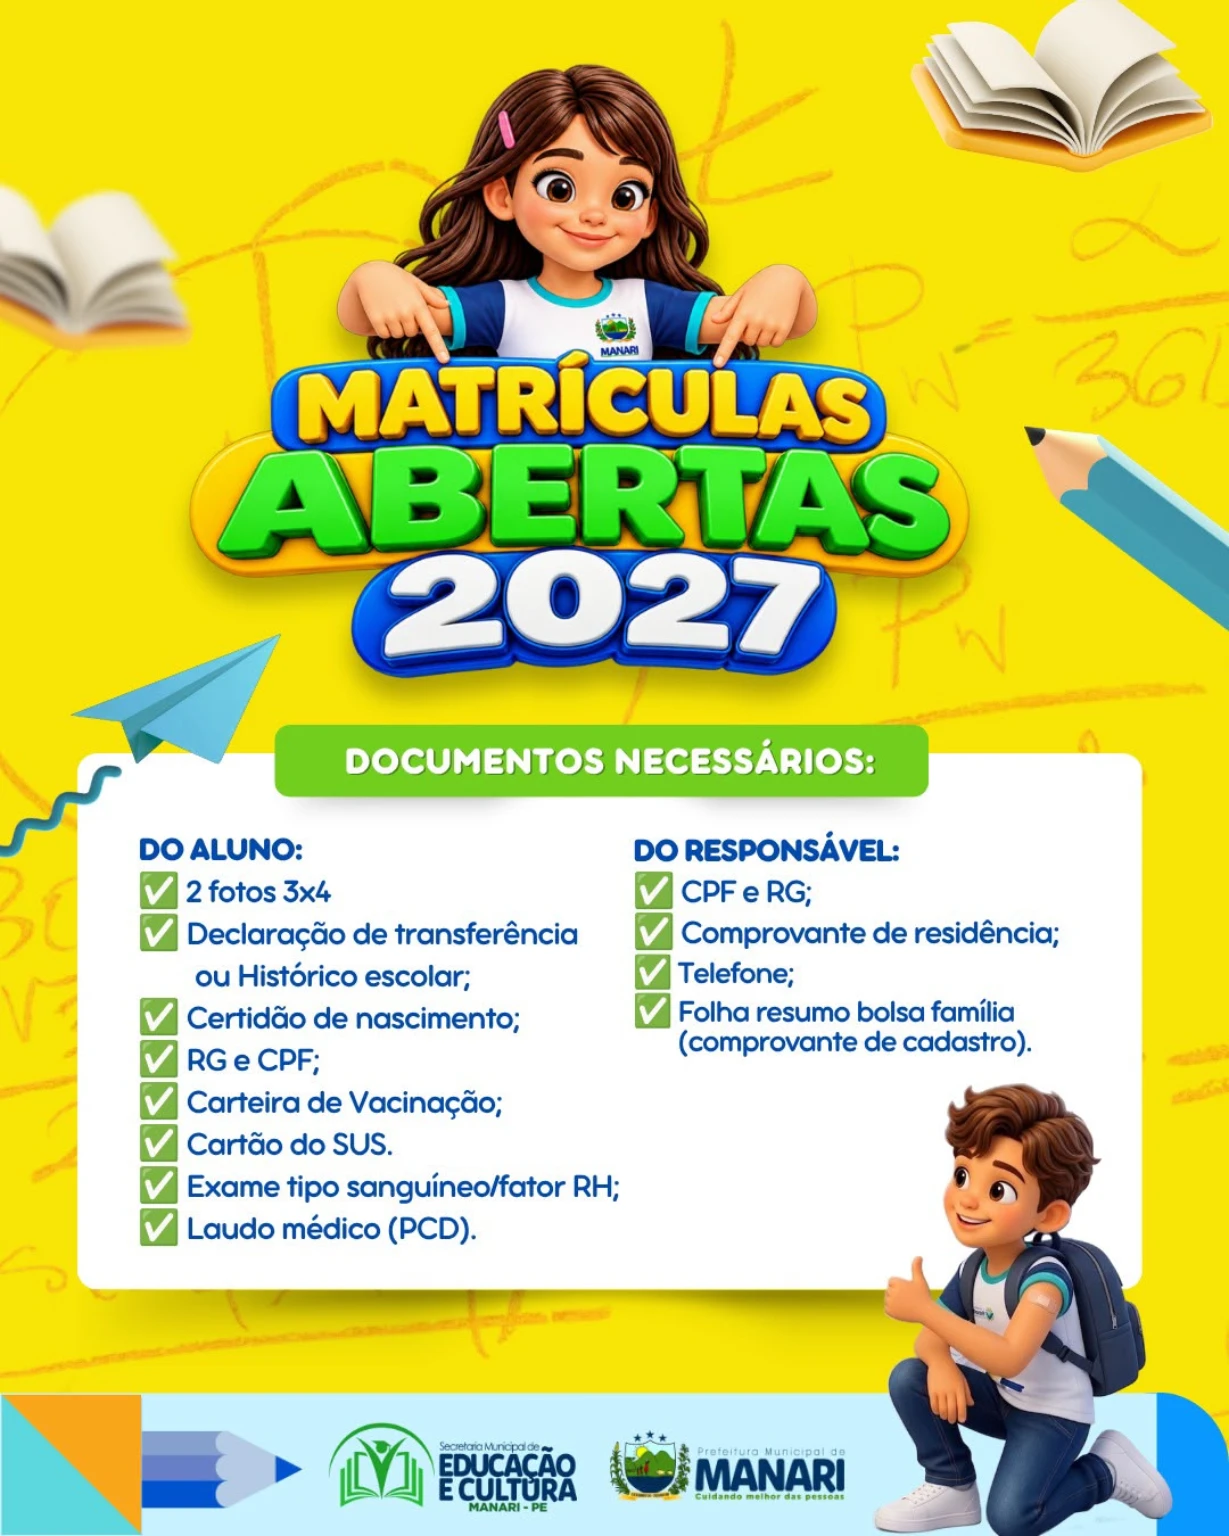 MANARI
MATRÍCULAS
ABERTAS
2027
DOCUMENTOS NECESSÁRIOS:
DO ALUNO:
✅ 2 fotos 3x4
✅ Declaração de transferência
ou Histórico escolar;
✅ Certidão de nascimento;
✅ RG e CPF;
✅ Carteira de Vacinação;
✅ Cartão do SUS.
✅ Exame tipo sanguíneo/fator RH;
✅ Laudo médico (PCD).
DO RESPONSÁVEL:
✅ CPF e RG;
✅ Comprovante de residência;
✅ Telefone;
✅ Folha resumo bolsa família
(comprovante de cadastro).
Secretaria Municipal de
EDUCAÇÃO
E CULTURA
MANARI - PE
Prefeitura Municipal de
MANARI
Cuidando melhor das pessoas